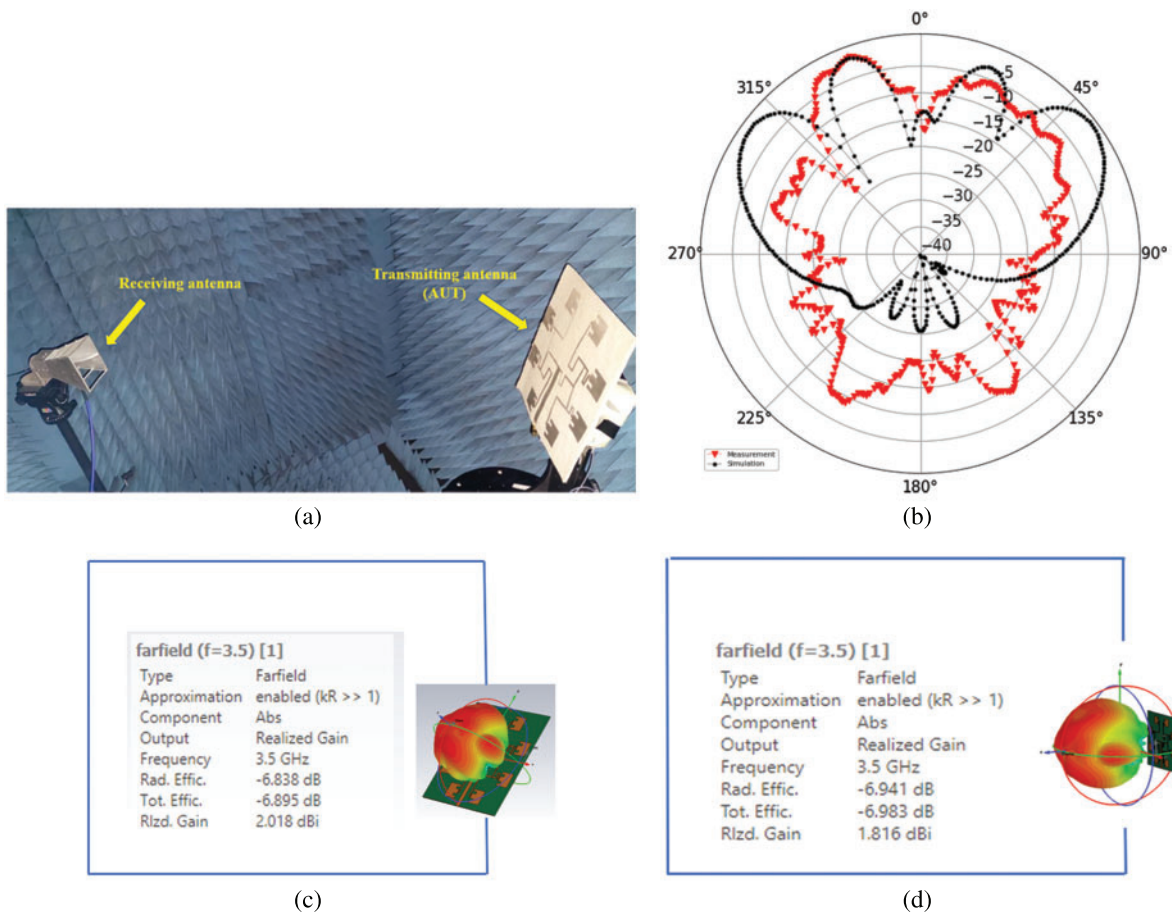 Receiving antenna
Transmitting antenna
(AUT)
(a)
0°
45°
90°
135°
180°
225°
270°
315°
−5
−10
−15
−20
−25
−30
−35
−40
Measurement
Simulation
(b)
farfield (f=3.5) [1]
Type Farfield
Approximation enabled (kR >> 1)
Component Abs
Output Realized Gain
Frequency 3.5 GHz
Rad. Effic. -6.838 dB
Tot. Effic. -6.895 dB
Rlzd. Gain 2.018 dBi
(c)
farfield (f=3.5) [1]
Type Farfield
Approximation enabled (kR >> 1)
Component Abs
Output Realized Gain
Frequency 3.5 GHz
Rad. Effic. -6.941 dB
Tot. Effic. -6.983 dB
Rlzd. Gain 1.816 dBi
(d)